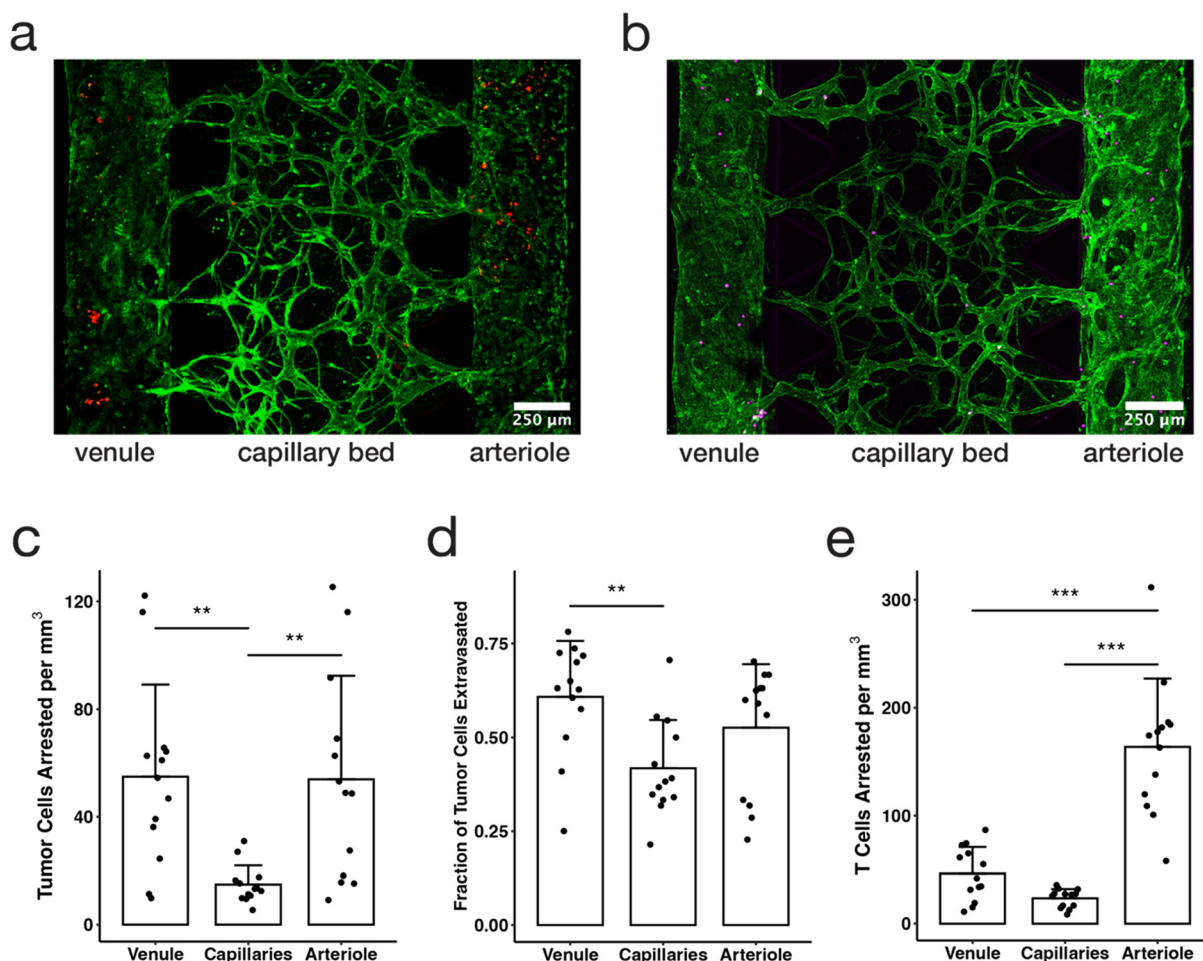 a
b
250 µm
250 µm
venule capillary bed arteriole
venule capillary bed arteriole
c
d
e
Tumor Cells Arrested per mm³
120
80
40
0
**
**
Venule Capillaries Arteriole
Fraction of Tumor Cells Extravasated
0.75
0.50
0.25
0.00
**
Venule Capillaries Arteriole
T Cells Arrested per mm³
300
200
100
0
***
***
Venule Capillaries Arteriole